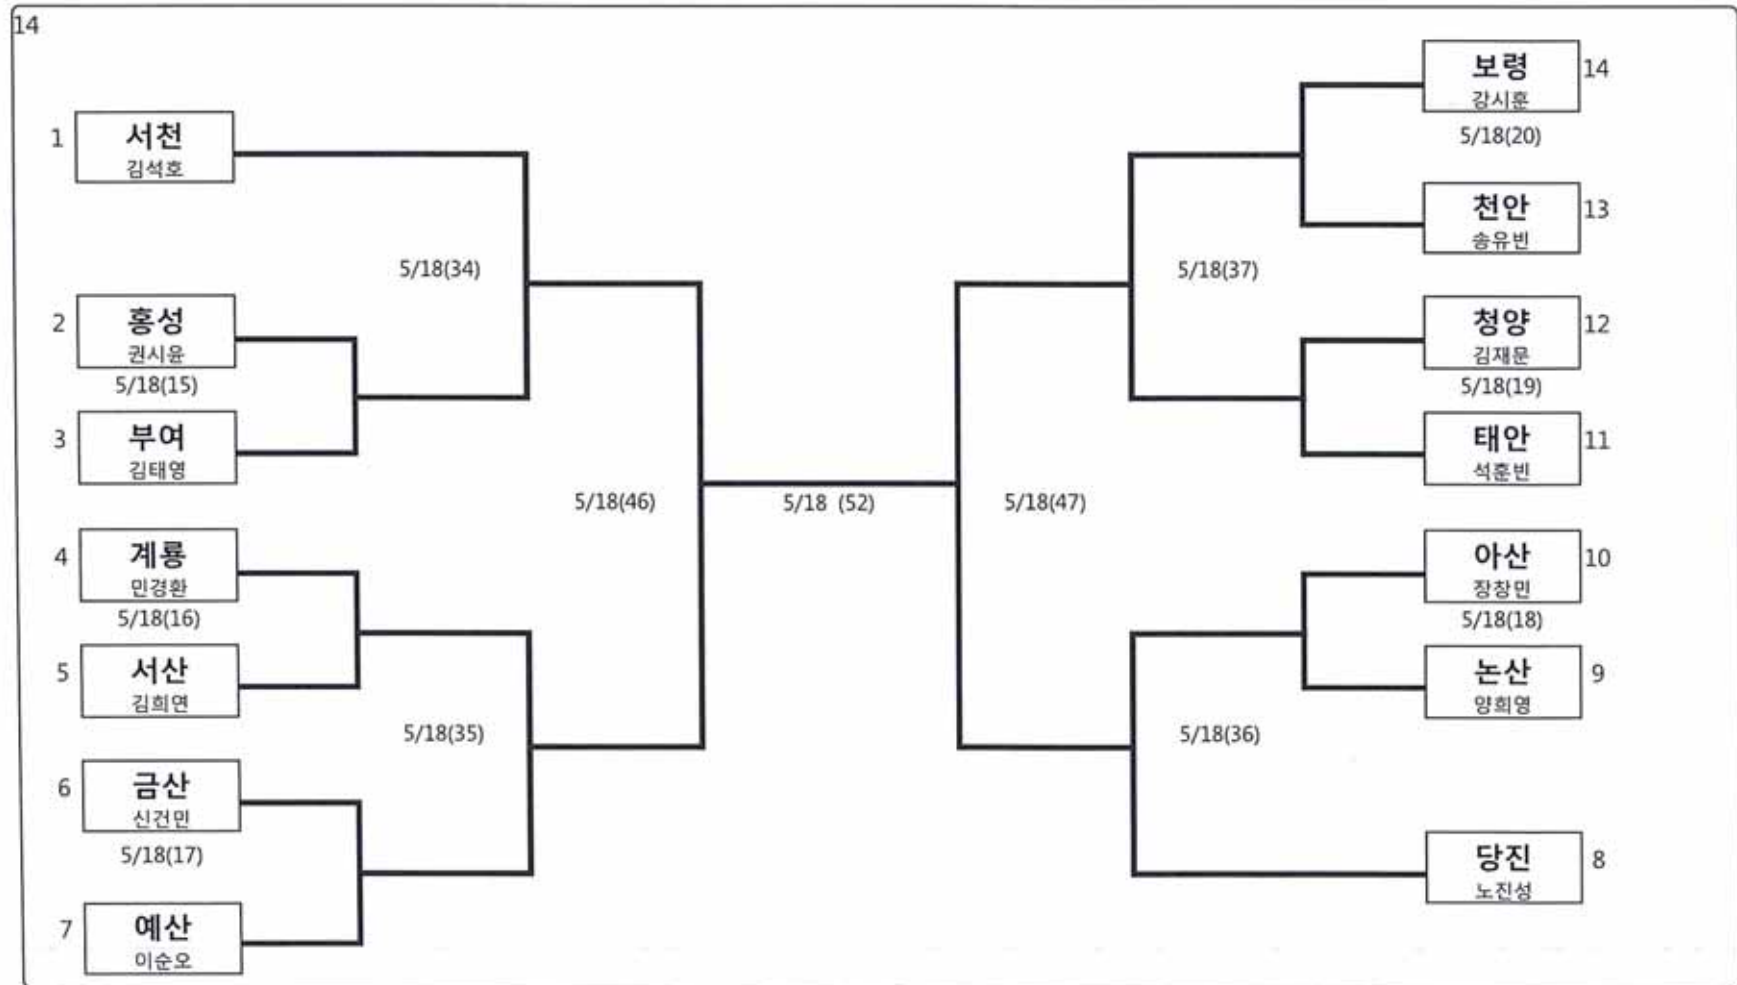 14
1
서천
김석호
5/18(34)
2
홍성
권시윤
5/18(15)
3
부여
김태영
5/18(46)
4
계룡
민경환
5/18(16)
5
서산
김희연
5/18(35)
6
금산
신건민
5/18(17)
7
예산
이순오
5/18 (52)
보령
14
강시훈
5/18(20)
천안
13
송유빈
5/18(37)
청양
12
김재문
5/18(19)
태안
11
석훈빈
5/18(47)
아산
10
장창민
5/18(18)
논산
9
양희영
5/18(36)
당진
8
노진성